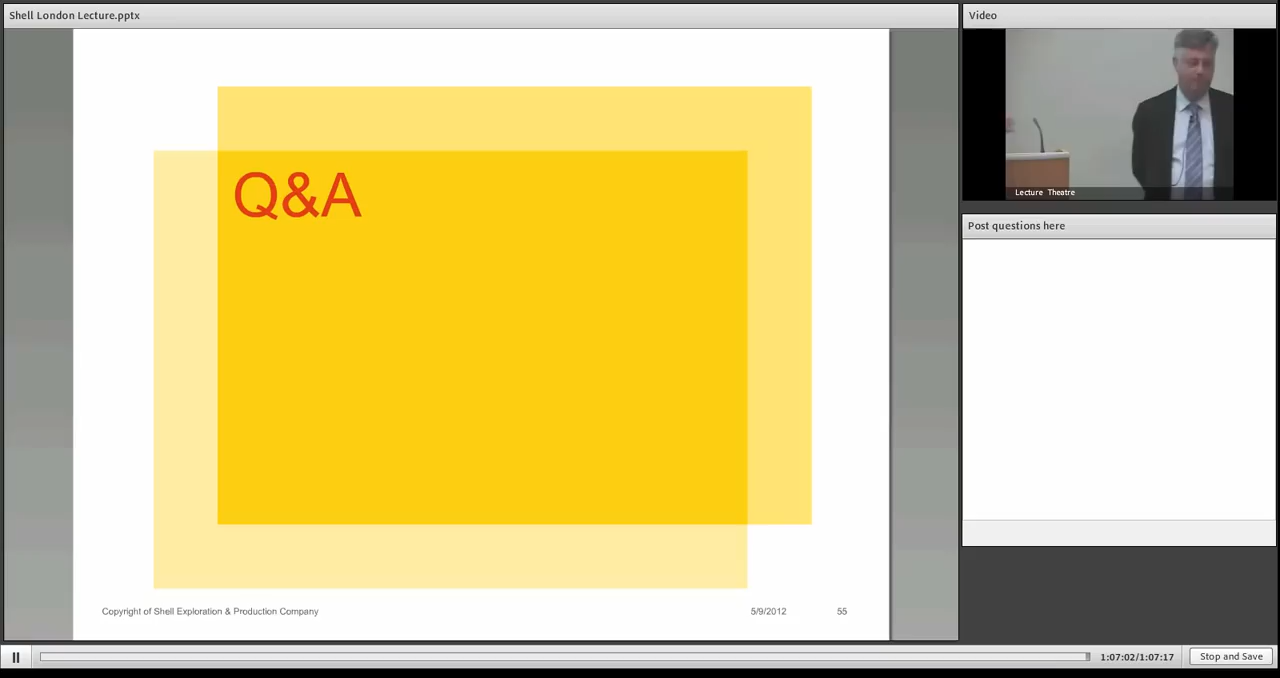 Shell London Lecture.pptx
Video
Lecture Theatre
Post questions here
Q&A
Copyright of Shell Exploration & Production Company 5/9/2012 55
1:07:02/1:07:17 Stop and Save